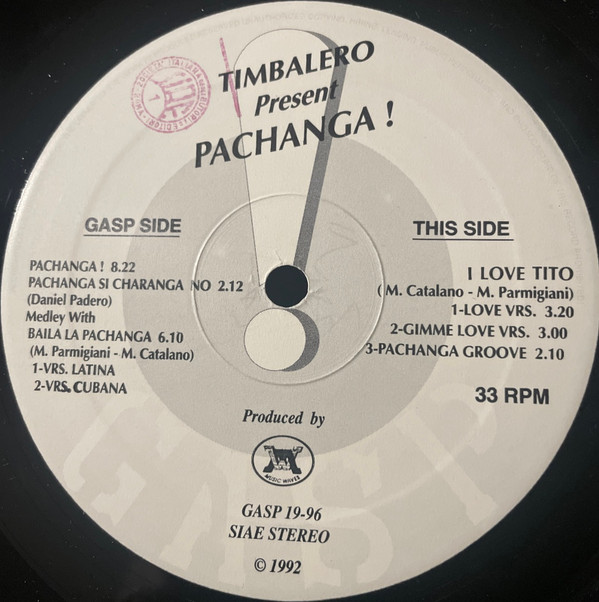 TIMBALERO
Present
PACHANGA !
GASP SIDE
PACHANGA ! 8.22
PACHANGA SI CHARANGA NO 2.12
(Daniel Padero)
Medley With
BAILA LA PACHANGA 6.10
(M. Parmigiani - M. Catalano)
1-VRS. LATINA
2-VRS. CUBANA
THIS SIDE
I LOVE TITO
( M. Catalano - M. Parmigiani)
1-LOVE VRS. 3.20
2-GIMME LOVE VRS. 3.00
3-PACHANGA GROOVE 2.10
33 RPM
Produced by
MUSIC WAVES
GASP 19-96
SIAE STEREO
© 1992
GASP